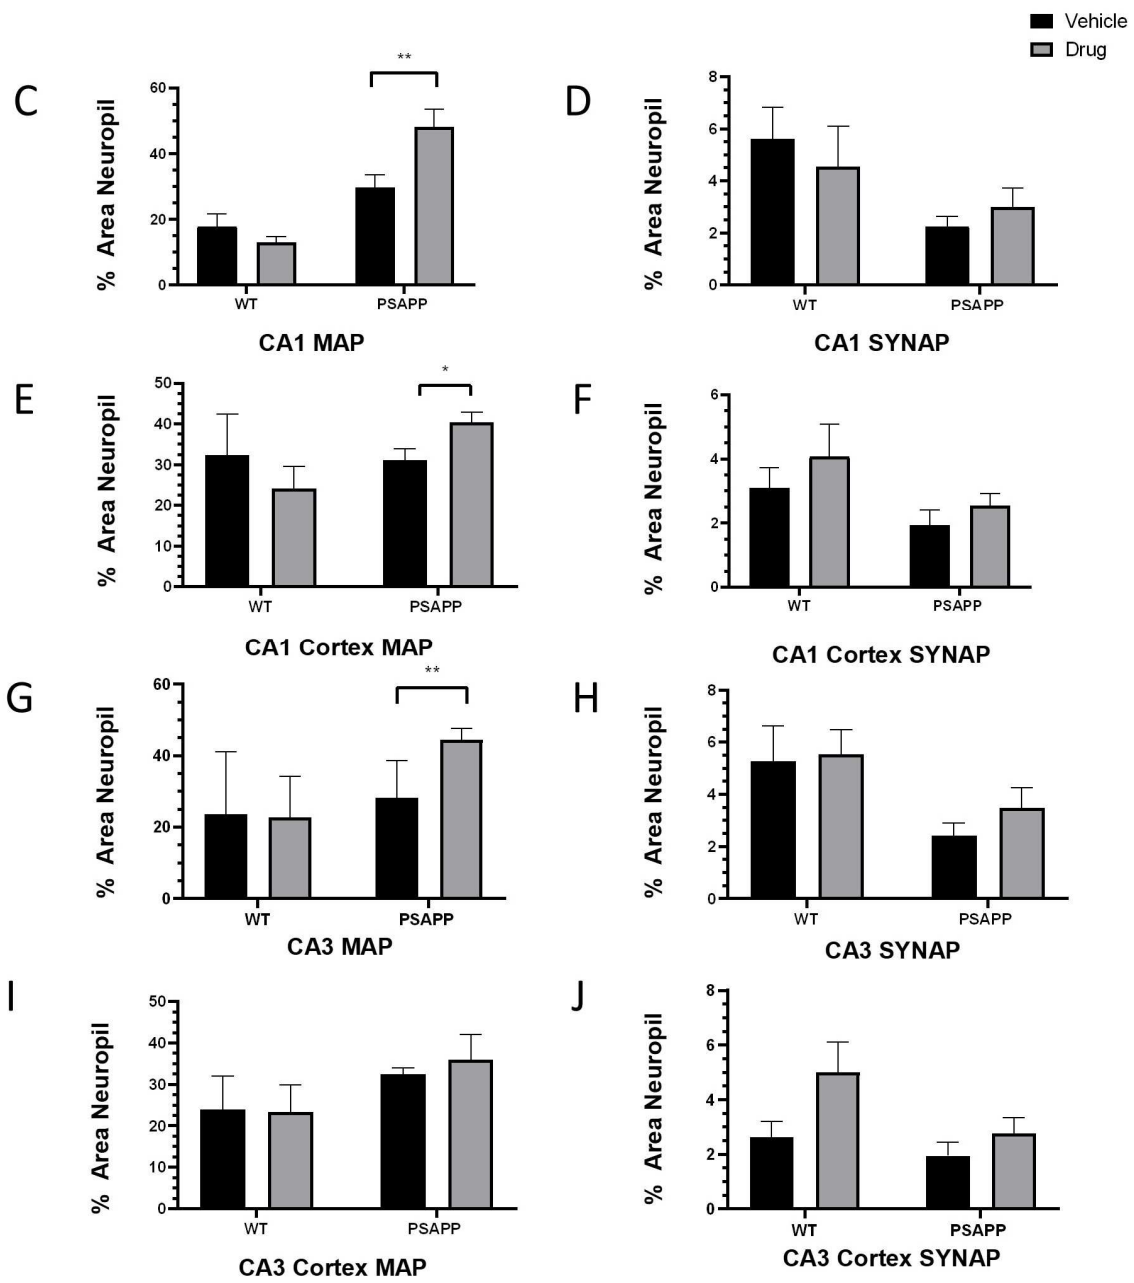 Vehicle
Drug
C
% Area Neuropil
60
40
20
0
**
WT
PSAPP
CA1 MAP
D
% Area Neuropil
8
6
4
2
0
WT
PSAPP
CA1 SYNAP
E
% Area Neuropil
50
40
30
20
10
0
*
WT
PSAPP
CA1 Cortex MAP
F
% Area Neuropil
6
4
2
0
WT
PSAPP
CA1 Cortex SYNAP
G
% Area Neuropil
60
40
20
0
**
WT
PSAPP
CA3 MAP
H
% Area Neuropil
8
6
4
2
0
WT
PSAPP
CA3 SYNAP
I
% Area Neuropil
50
40
30
20
10
0
WT
PSAPP
CA3 Cortex MAP
J
% Area Neuropil
8
6
4
2
0
WT
PSAPP
CA3 Cortex SYNAP